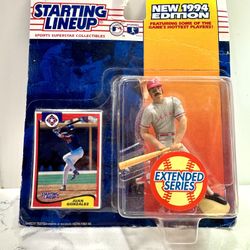 STARTING
LINEUP
SPORTS SUPERSTAR COLLECTIBLES
NEW 1994
EDITION
FEATURING SOME OF THE
GAME'S HOTTEST PLAYERS!
JUAN
GONZALEZ
EXTENDED
SERIES